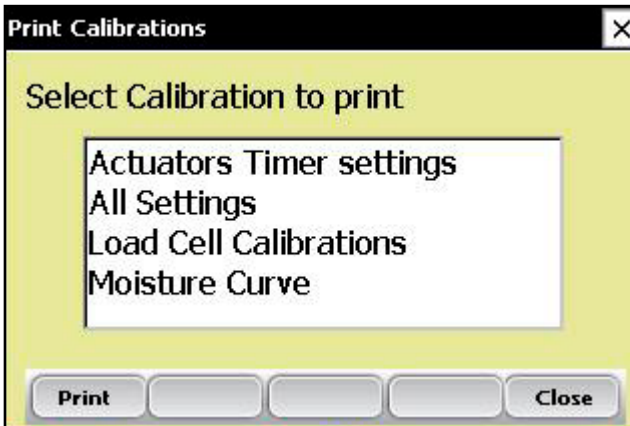 Print Calibrations
Select Calibration to print
Actuators Timer settings
All Settings
Load Cell Calibrations
Moisture Curve
Print
Close